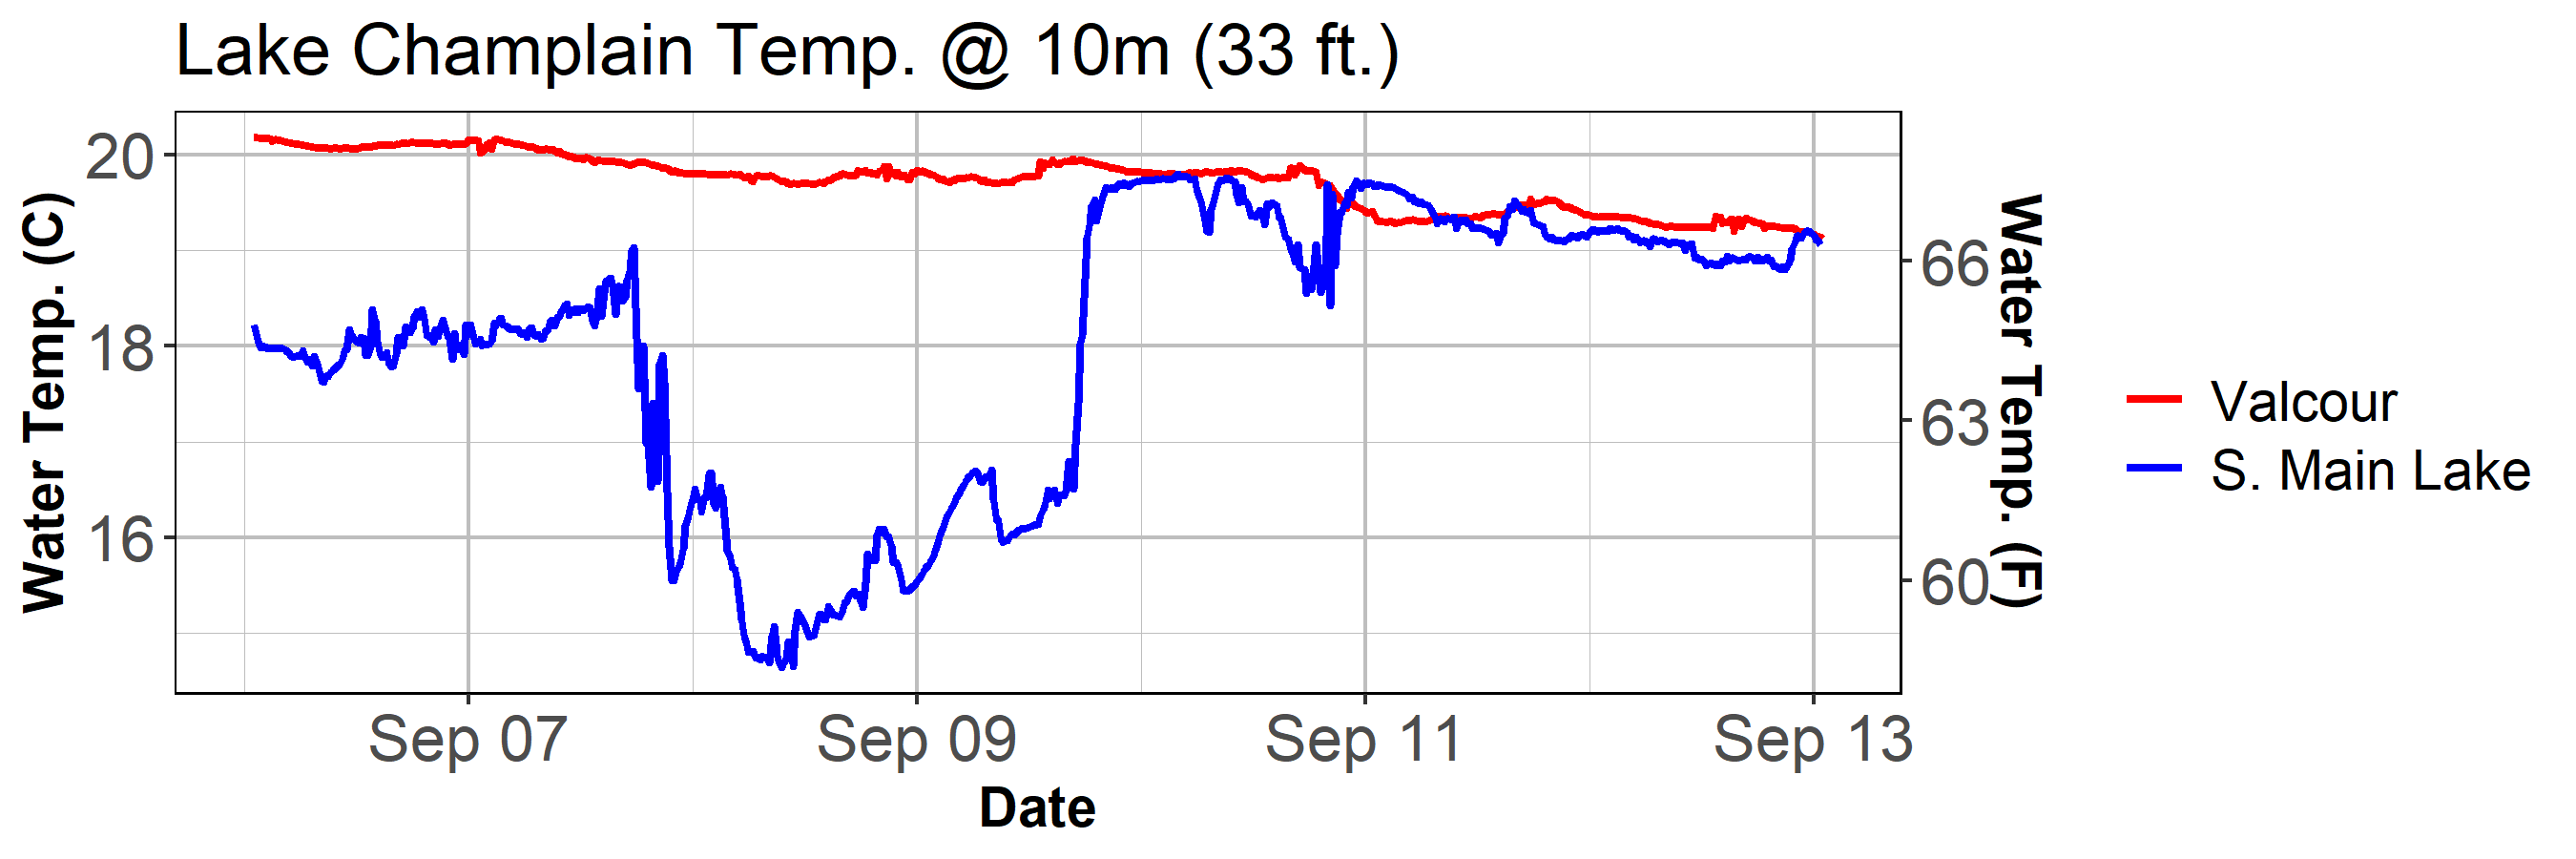 Lake Champlain Temp. @ 10m (33 ft.)
Water Temp. (C)
20
18
16
66
63
60
Water Temp. (F)
Sep 07
Sep 09
Sep 11
Sep 13
Date
Valcour
S. Main Lake